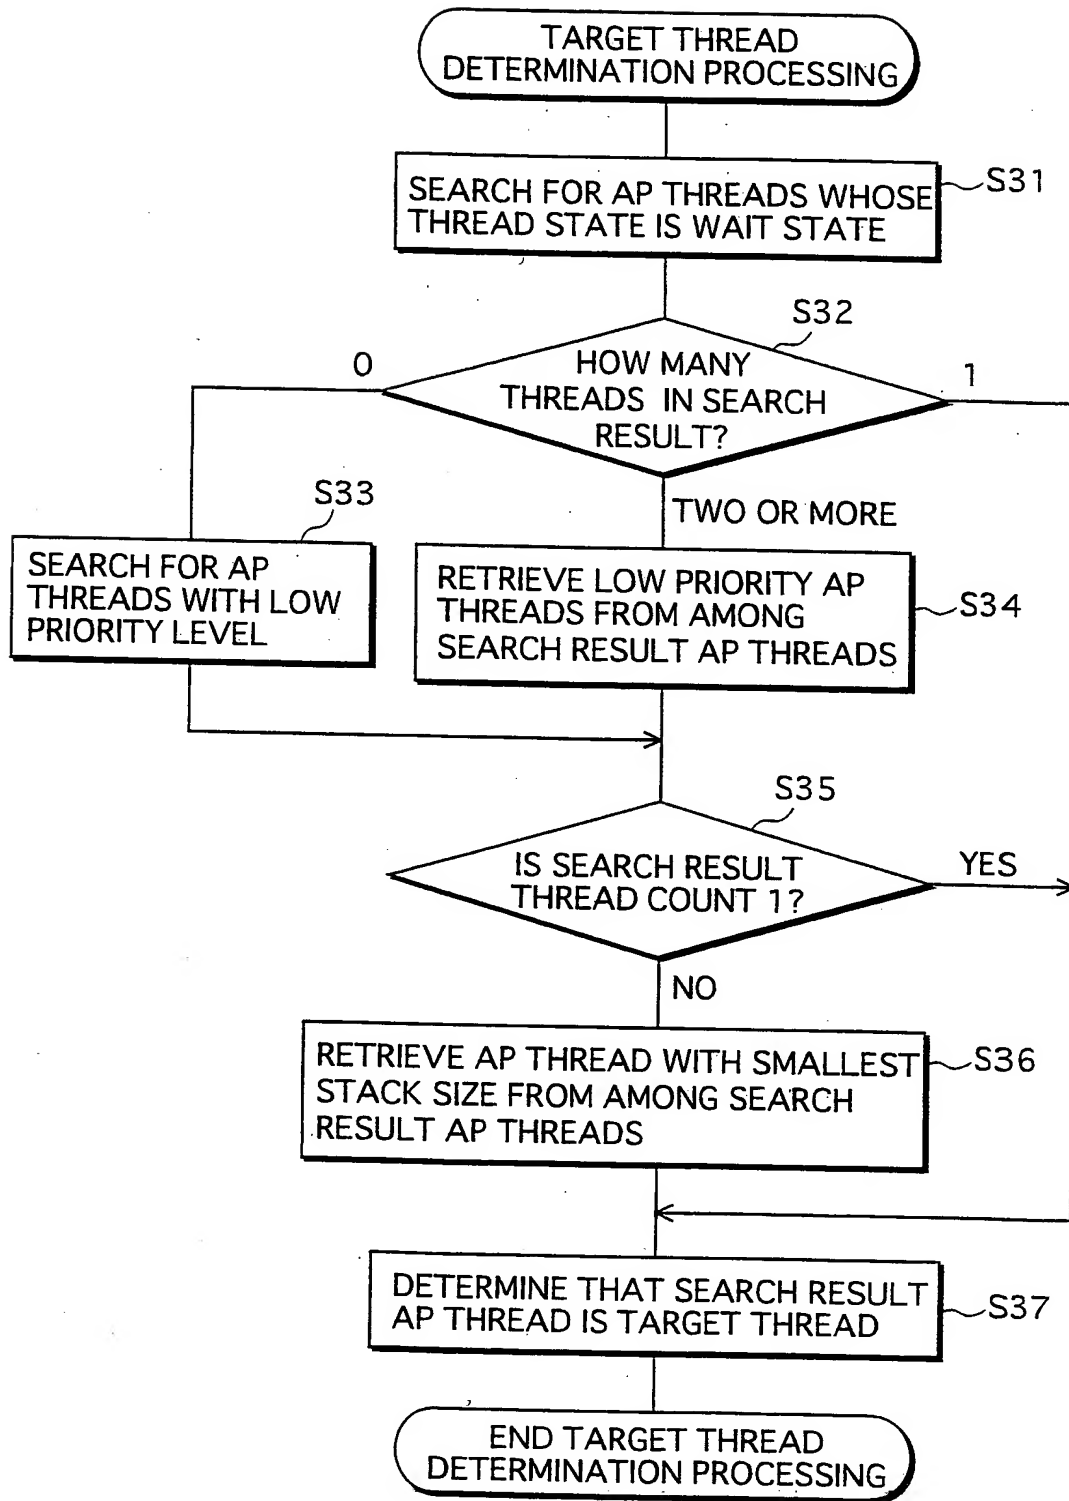 TARGET THREAD
DETERMINATION PROCESSING
SEARCH FOR AP THREADS WHOSE
THREAD STATE IS WAIT STATE
S31
S32
HOW MANY
THREADS IN SEARCH
RESULT?
0
1
TWO OR MORE
S33
SEARCH FOR AP
THREADS WITH LOW
PRIORITY LEVEL
RETRIEVE LOW PRIORITY AP
THREADS FROM AMONG
SEARCH RESULT AP THREADS
S34
S35
IS SEARCH RESULT
THREAD COUNT 1?
YES
NO
RETRIEVE AP THREAD WITH SMALLEST
STACK SIZE FROM AMONG SEARCH
RESULT AP THREADS
S36
DETERMINE THAT SEARCH RESULT
AP THREAD IS TARGET THREAD
S37
END TARGET THREAD
DETERMINATION PROCESSING